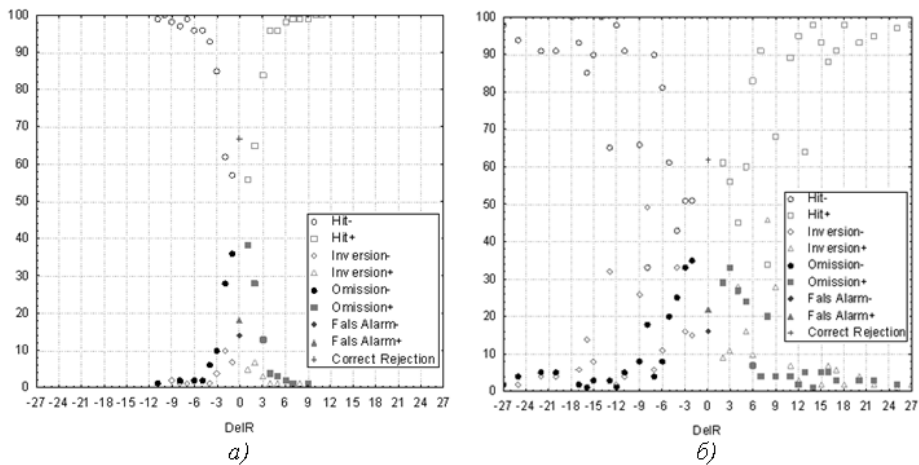 100
90
80
70
60
50
40
30
20
10
0
-27 -24 -21 -18 -15 -12 -9 -6 -3 0 3 6 9 12 15 18 21 24 27
DelR
Hit-
Hit+
Inversion-
Inversion+
Omission-
Omission+
Fals Alarm-
Fals Alarm+
Correct Rejection
а)
100
90
80
70
60
50
40
30
20
10
0
-27 -24 -21 -18 -15 -12 -9 -6 -3 0 3 6 9 12 15 18 21 24 27
DelR
Hit-
Hit+
Inversion-
Inversion+
Omission-
Omission+
Fals Alarm-
Fals Alarm+
Correct Rejection
б)